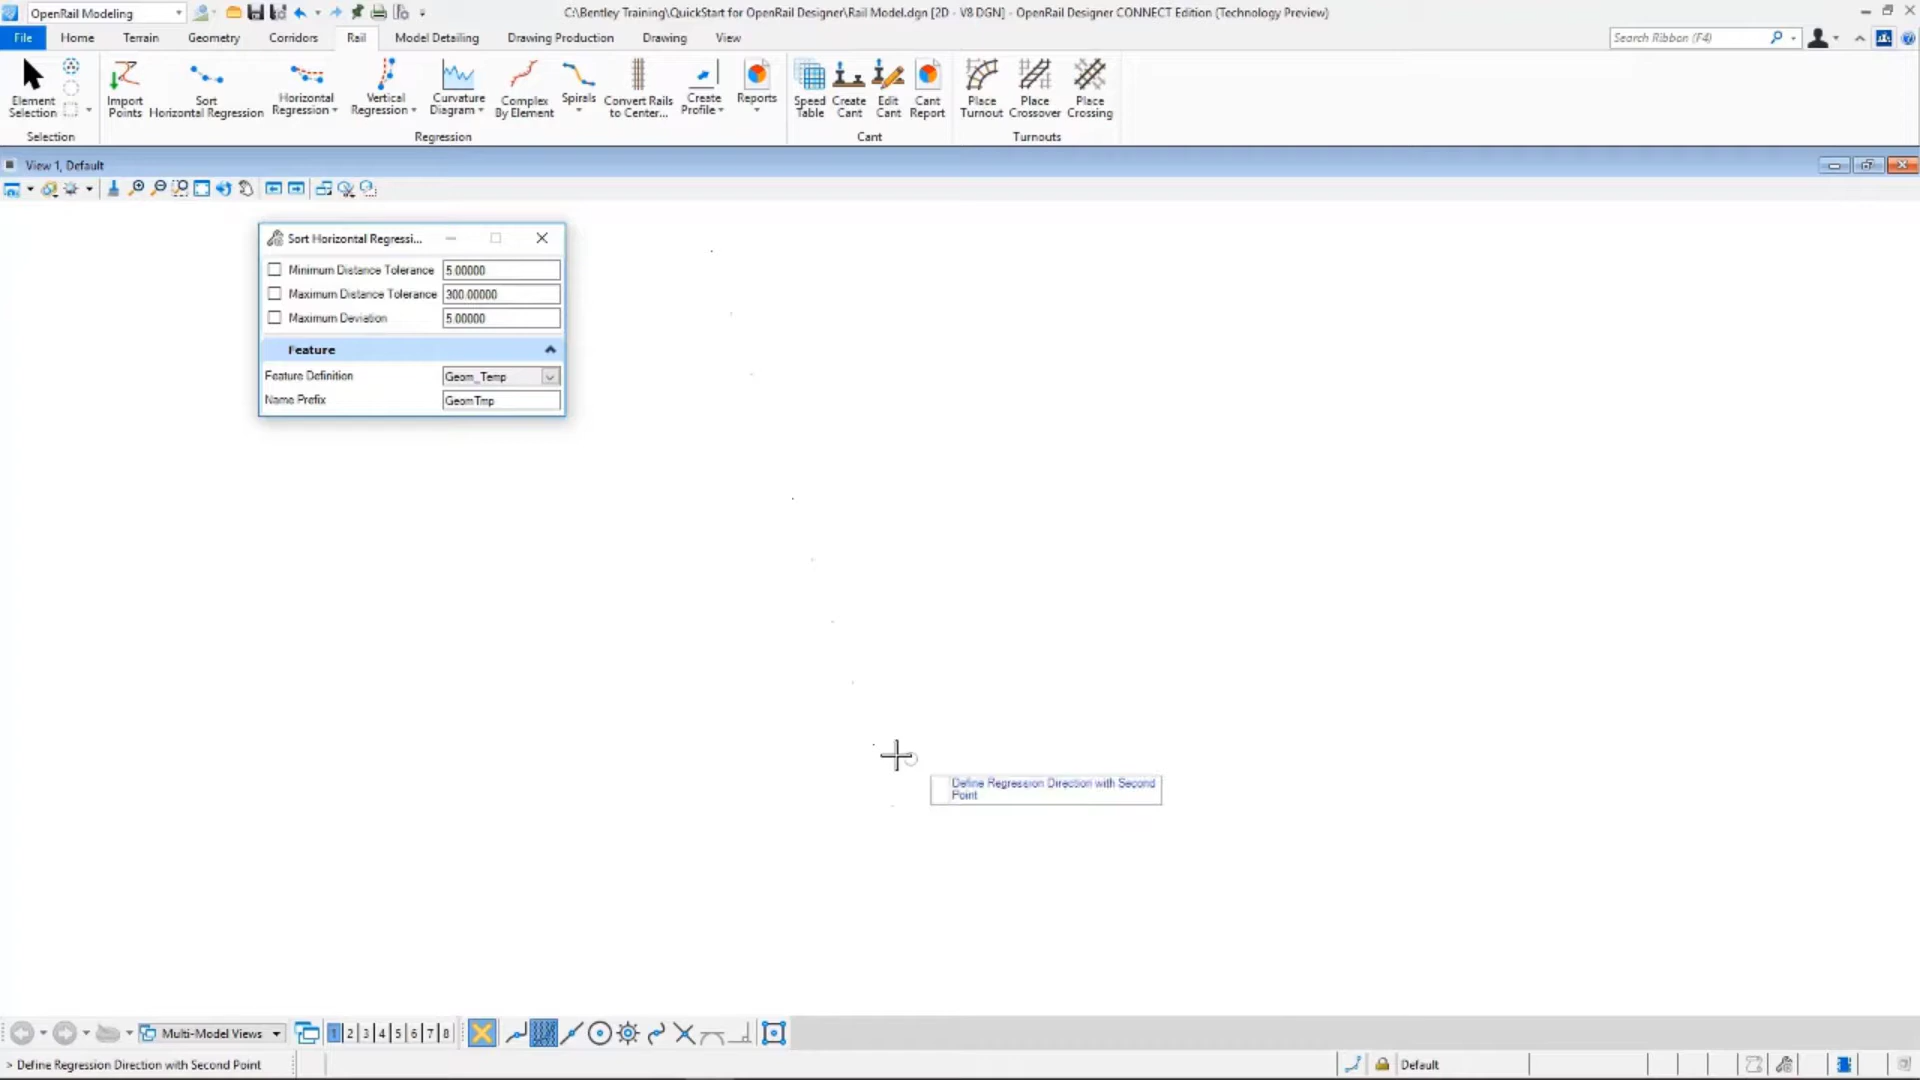 OpenRail Modeling
C:\Bentley Training\QuickStart for OpenRail Designer\Rail Model.dgn [2D - V8 DGN] - OpenRail Designer CONNECT Edition (Technology Preview)
File Home Terrain Geometry Corridors Rail Model Detailing Drawing Production Drawing View Search Ribbon (F4)
Element Selection
Import Points
Sort Horizontal Regression
Horizontal Regression
Vertical Regression
Curvature Diagram
Complex By Element
Spirals
Convert Rails to Center...
Create Profile
Reports
Speed Table
Create Cant
Edit Cant
Cant Report
Place Turnout
Place Crossover
Place Crossing
Selection Regression Cant Turnouts
View 1, Default
Sort Horizontal Regressi...
Minimum Distance Tolerance 5.00000
Maximum Distance Tolerance 300.00000
Maximum Deviation 5.00000
Feature
Feature Definition Geom_Temp
Name Prefix GeomTmp
Define Regression Direction with Second
Point
Multi-Model Views 1 2 3 4 5 6 7 8
> Define Regression Direction with Second Point Default